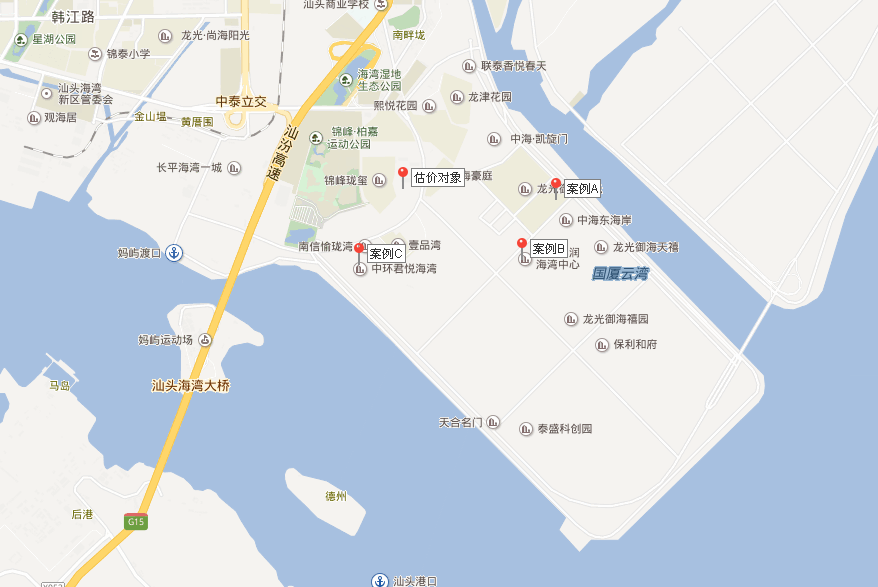 汕头商业学校
韩江路
星湖公园
龙光·尚海阳光
南畔垅
锦泰小学
联泰香悦春天
海湾湿地
生态公园
汕头海湾
新区管委会
中泰立交
熙悦花园
龙津花园
观海居
金山堛
黄厝围
汕汾高速
锦峰·柏嘉
运动公园
中海·凯旋门
长平海湾一城
锦峰珑玺
估价对象
海豪庭
龙光御
案例A
中海东海岸
妈屿渡口
南信愉珑湾
壹品湾
案例C
中环君悦海湾
案例B
润
海湾中心
龙光御海天禧
国厦云湾
龙光御海禧园
妈屿运动场
保利和府
马岛
汕头海湾大桥
天合名门
泰盛科创园
德州
后港
G15
汕头港口